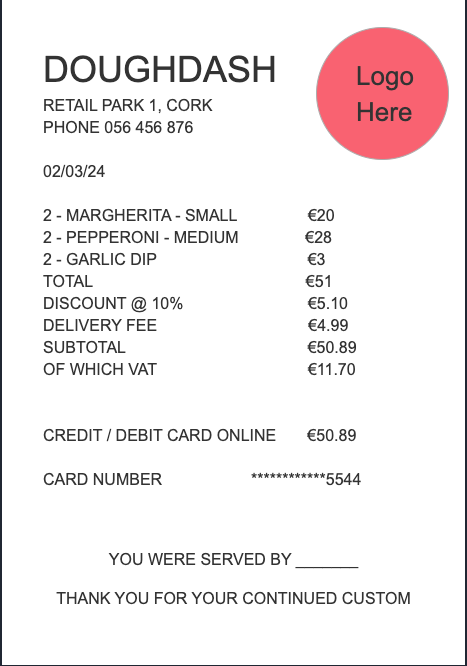 DOUGHDASH
Logo
Here
RETAIL PARK 1, CORK
PHONE 056 456 876
02/03/24
2 - MARGHERITA - SMALL €20
2 - PEPPERONI - MEDIUM €28
2 - GARLIC DIP €3
TOTAL €51
DISCOUNT @ 10% €5.10
DELIVERY FEE €4.99
SUBTOTAL €50.89
OF WHICH VAT €11.70
CREDIT / DEBIT CARD ONLINE €50.89
CARD NUMBER ************5544
YOU WERE SERVED BY _______
THANK YOU FOR YOUR CONTINUED CUSTOM